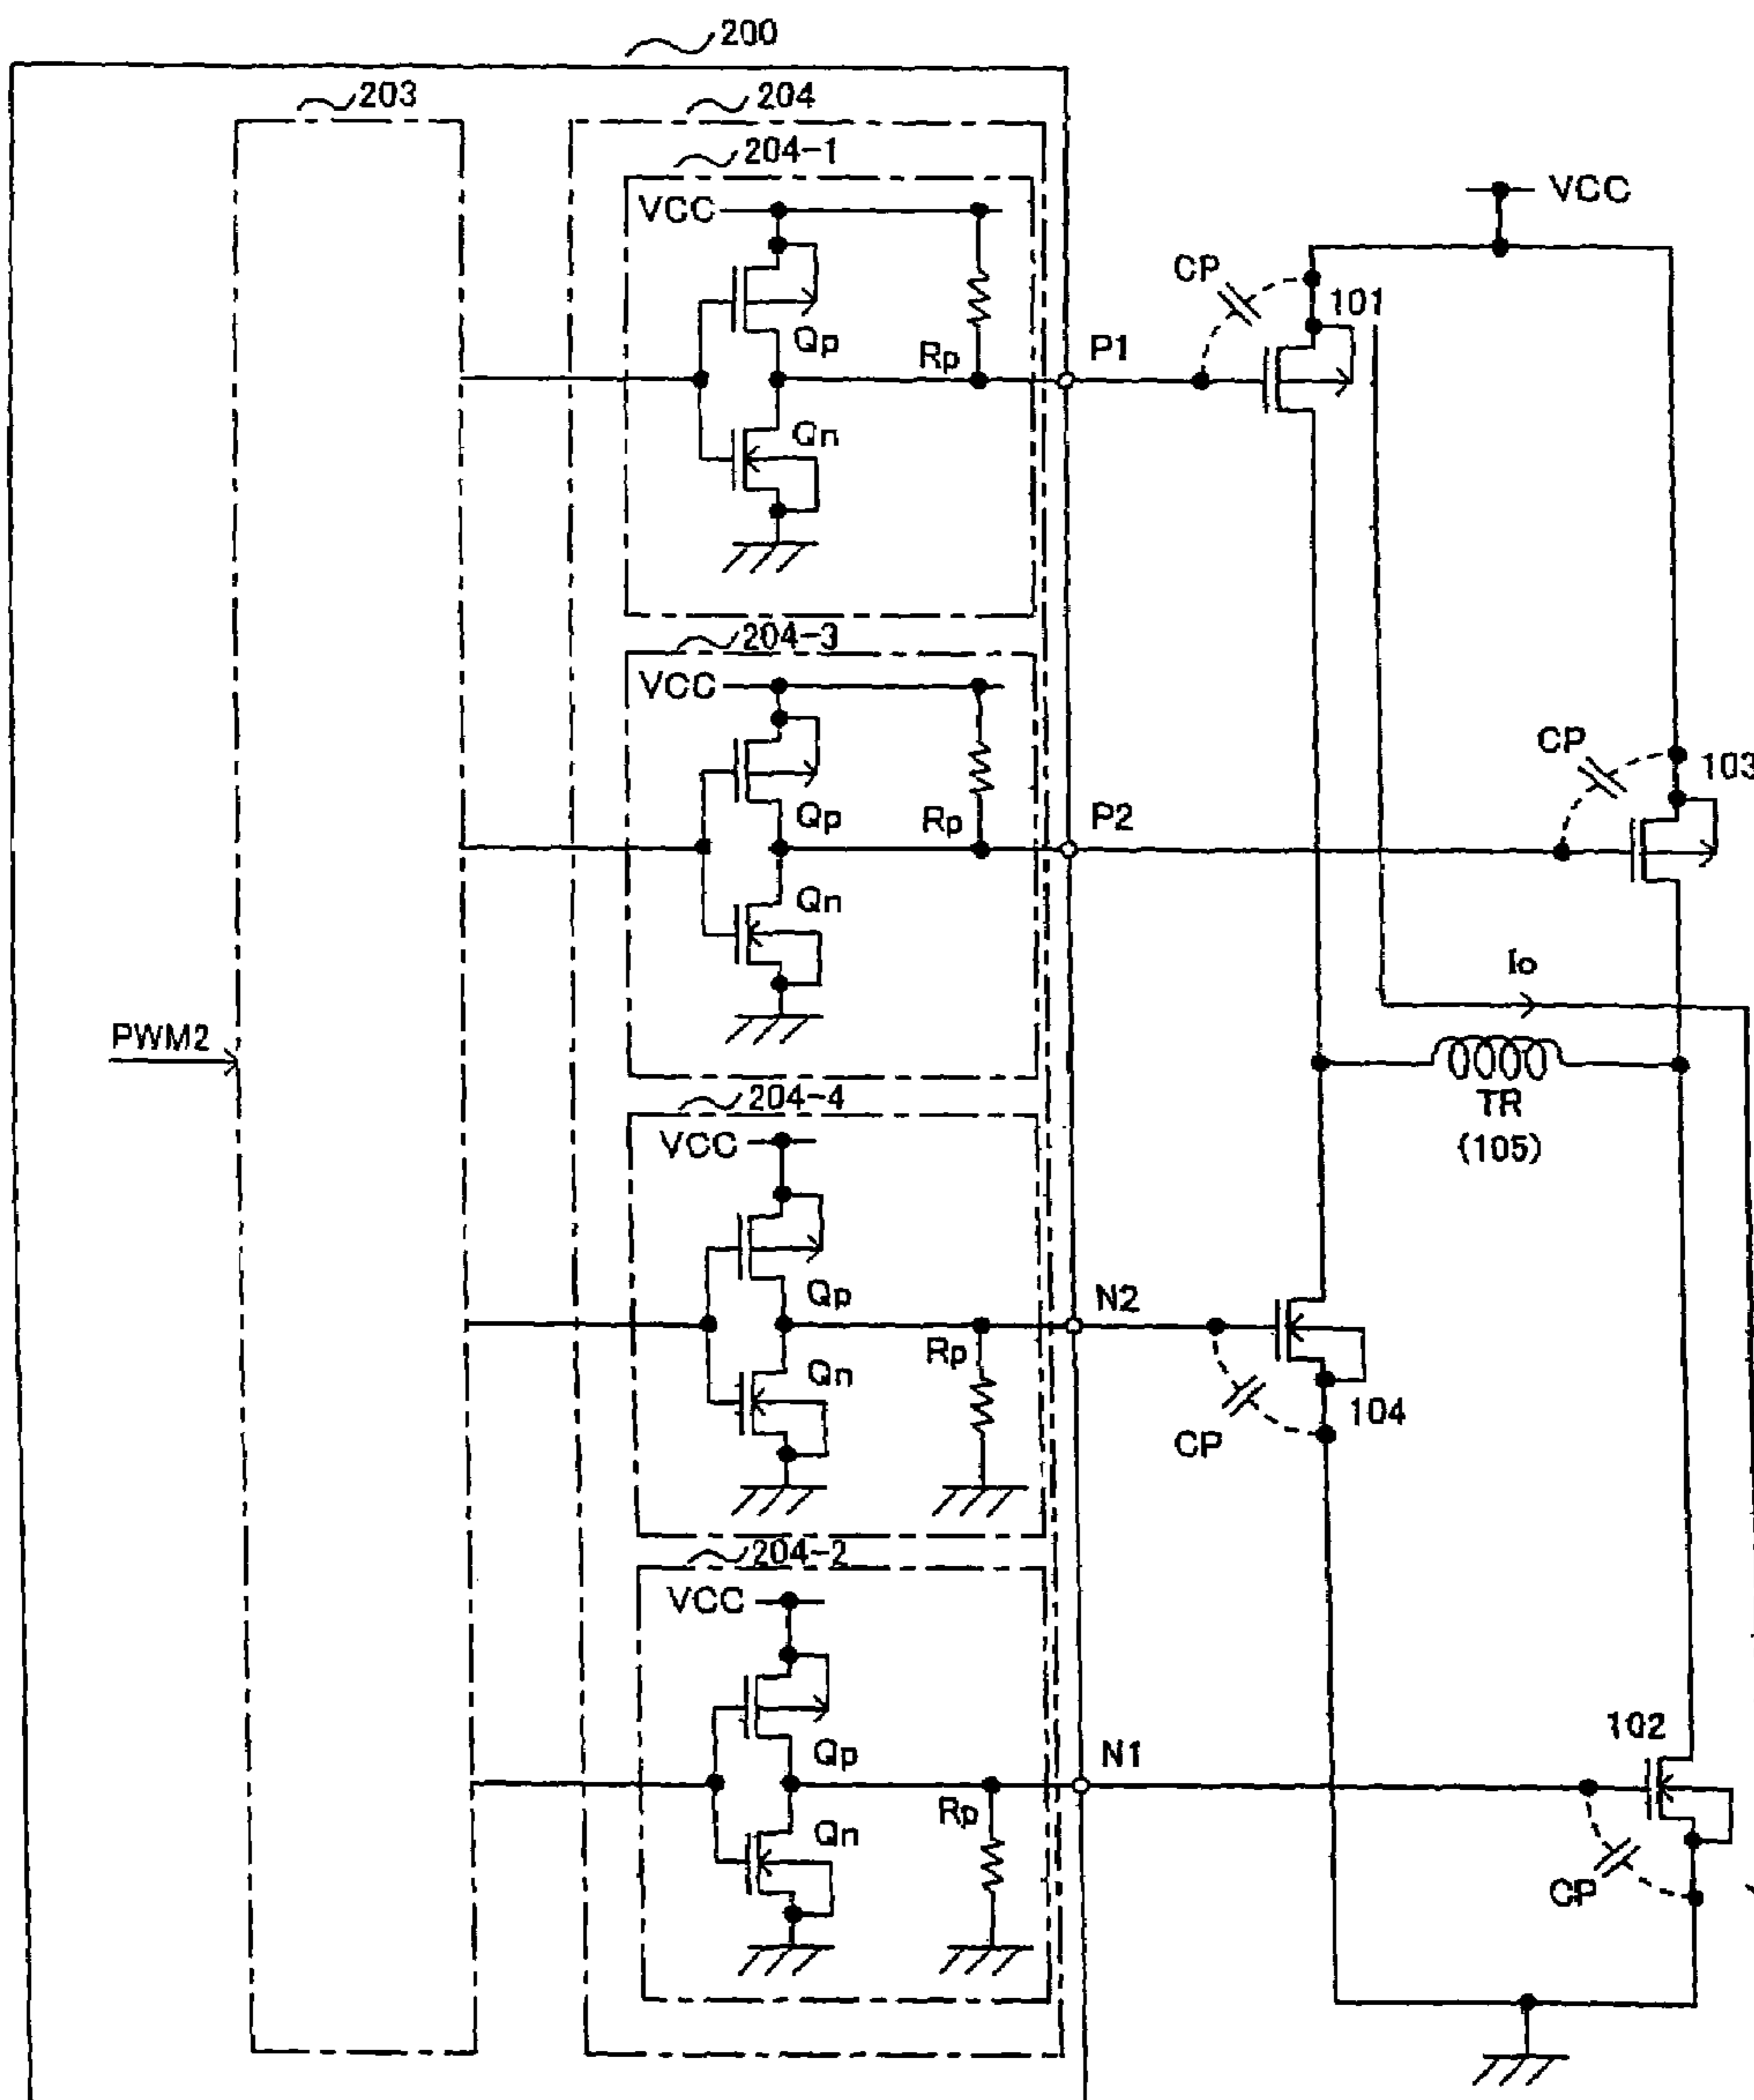 200
203
204
204-1
VCC
VCC
CP
101
Qp
Rp
P1
Qn
204-3
VCC
CP
103
Qp
Rp
P2
Qn
Io
PWM2
204-4
TR
(105)
VCC
Qp
N2
Rp
Qn
104
CP
204-2
VCC
102
Qp
N1
Rp
Qn
CP